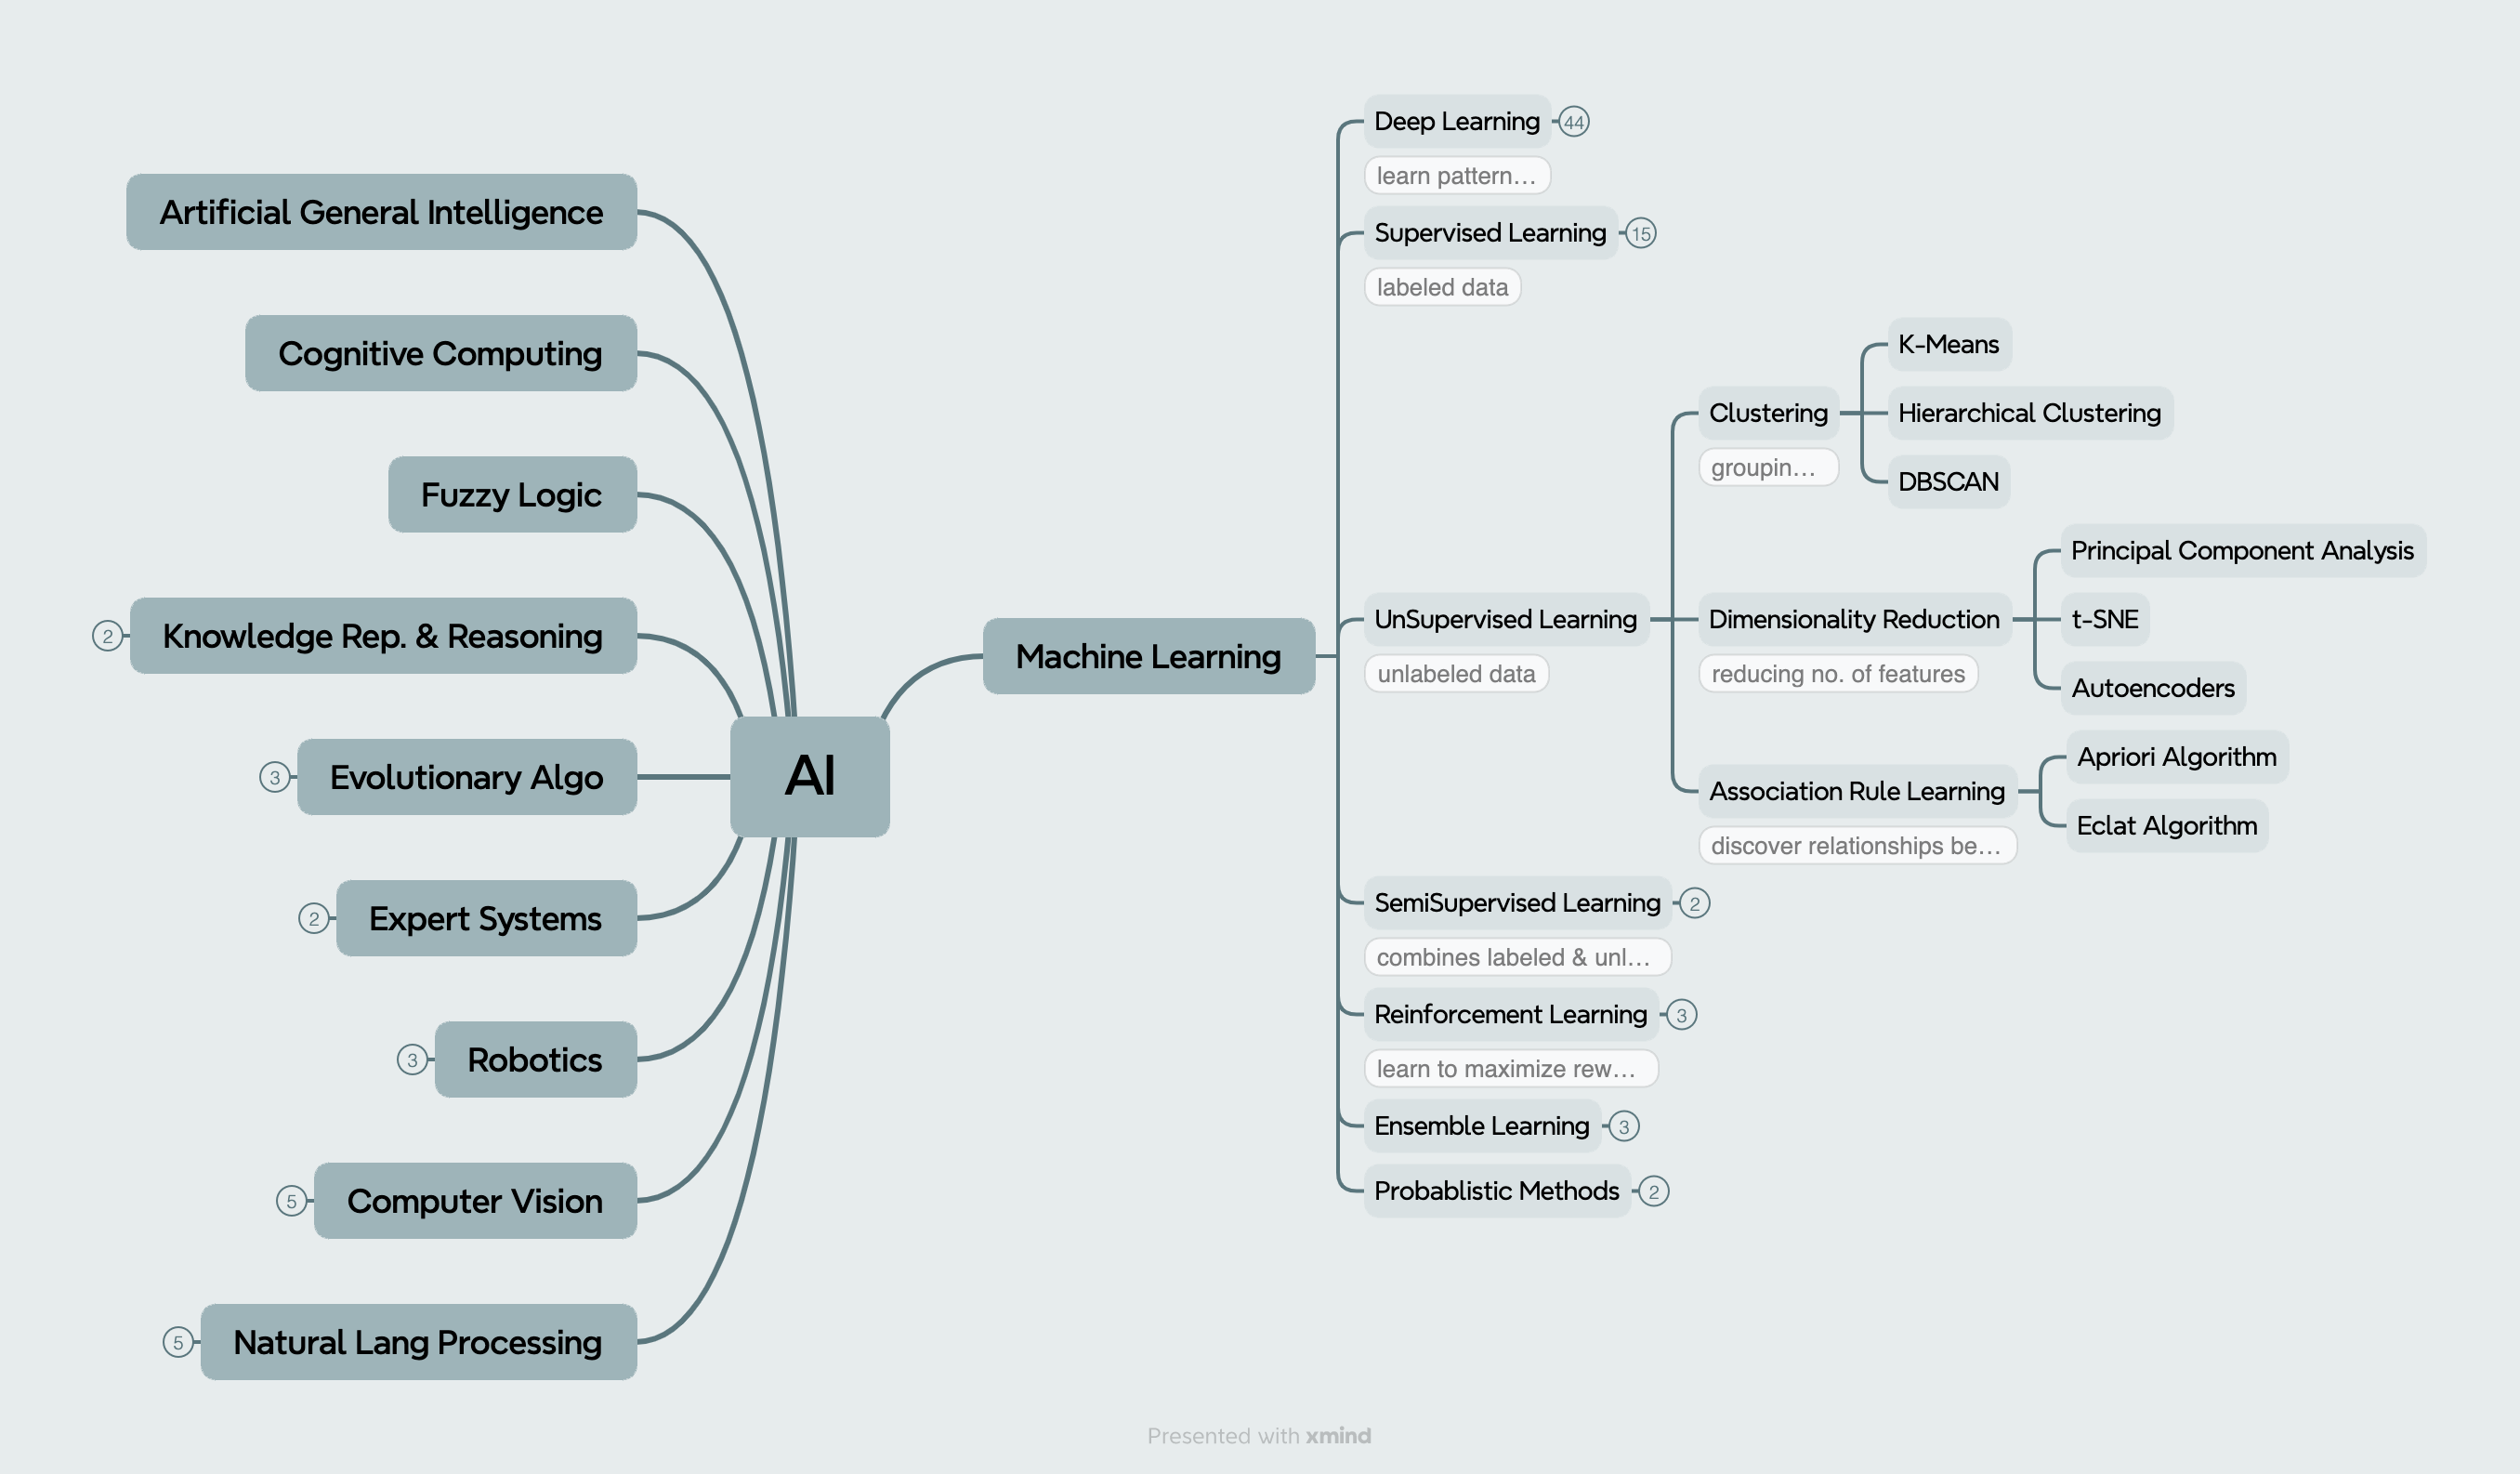 Artificial General Intelligence
Cognitive Computing
Fuzzy Logic
2 Knowledge Rep. & Reasoning
3 Evolutionary Algo
2 Expert Systems
3 Robotics
5 Computer Vision
5 Natural Lang Processing
AI
Machine Learning
Deep Learning 44
learn pattern…
Supervised Learning 15
labeled data
UnSupervised Learning
unlabeled data
Clustering
groupin…
K-Means
Hierarchical Clustering
DBSCAN
Dimensionality Reduction
reducing no. of features
Principal Component Analysis
t-SNE
Autoencoders
Association Rule Learning
discover relationships be…
Apriori Algorithm
Eclat Algorithm
SemiSupervised Learning 2
combines labeled & unl…
Reinforcement Learning 3
learn to maximize rew…
Ensemble Learning 3
Probablistic Methods 2
Presented with xmind